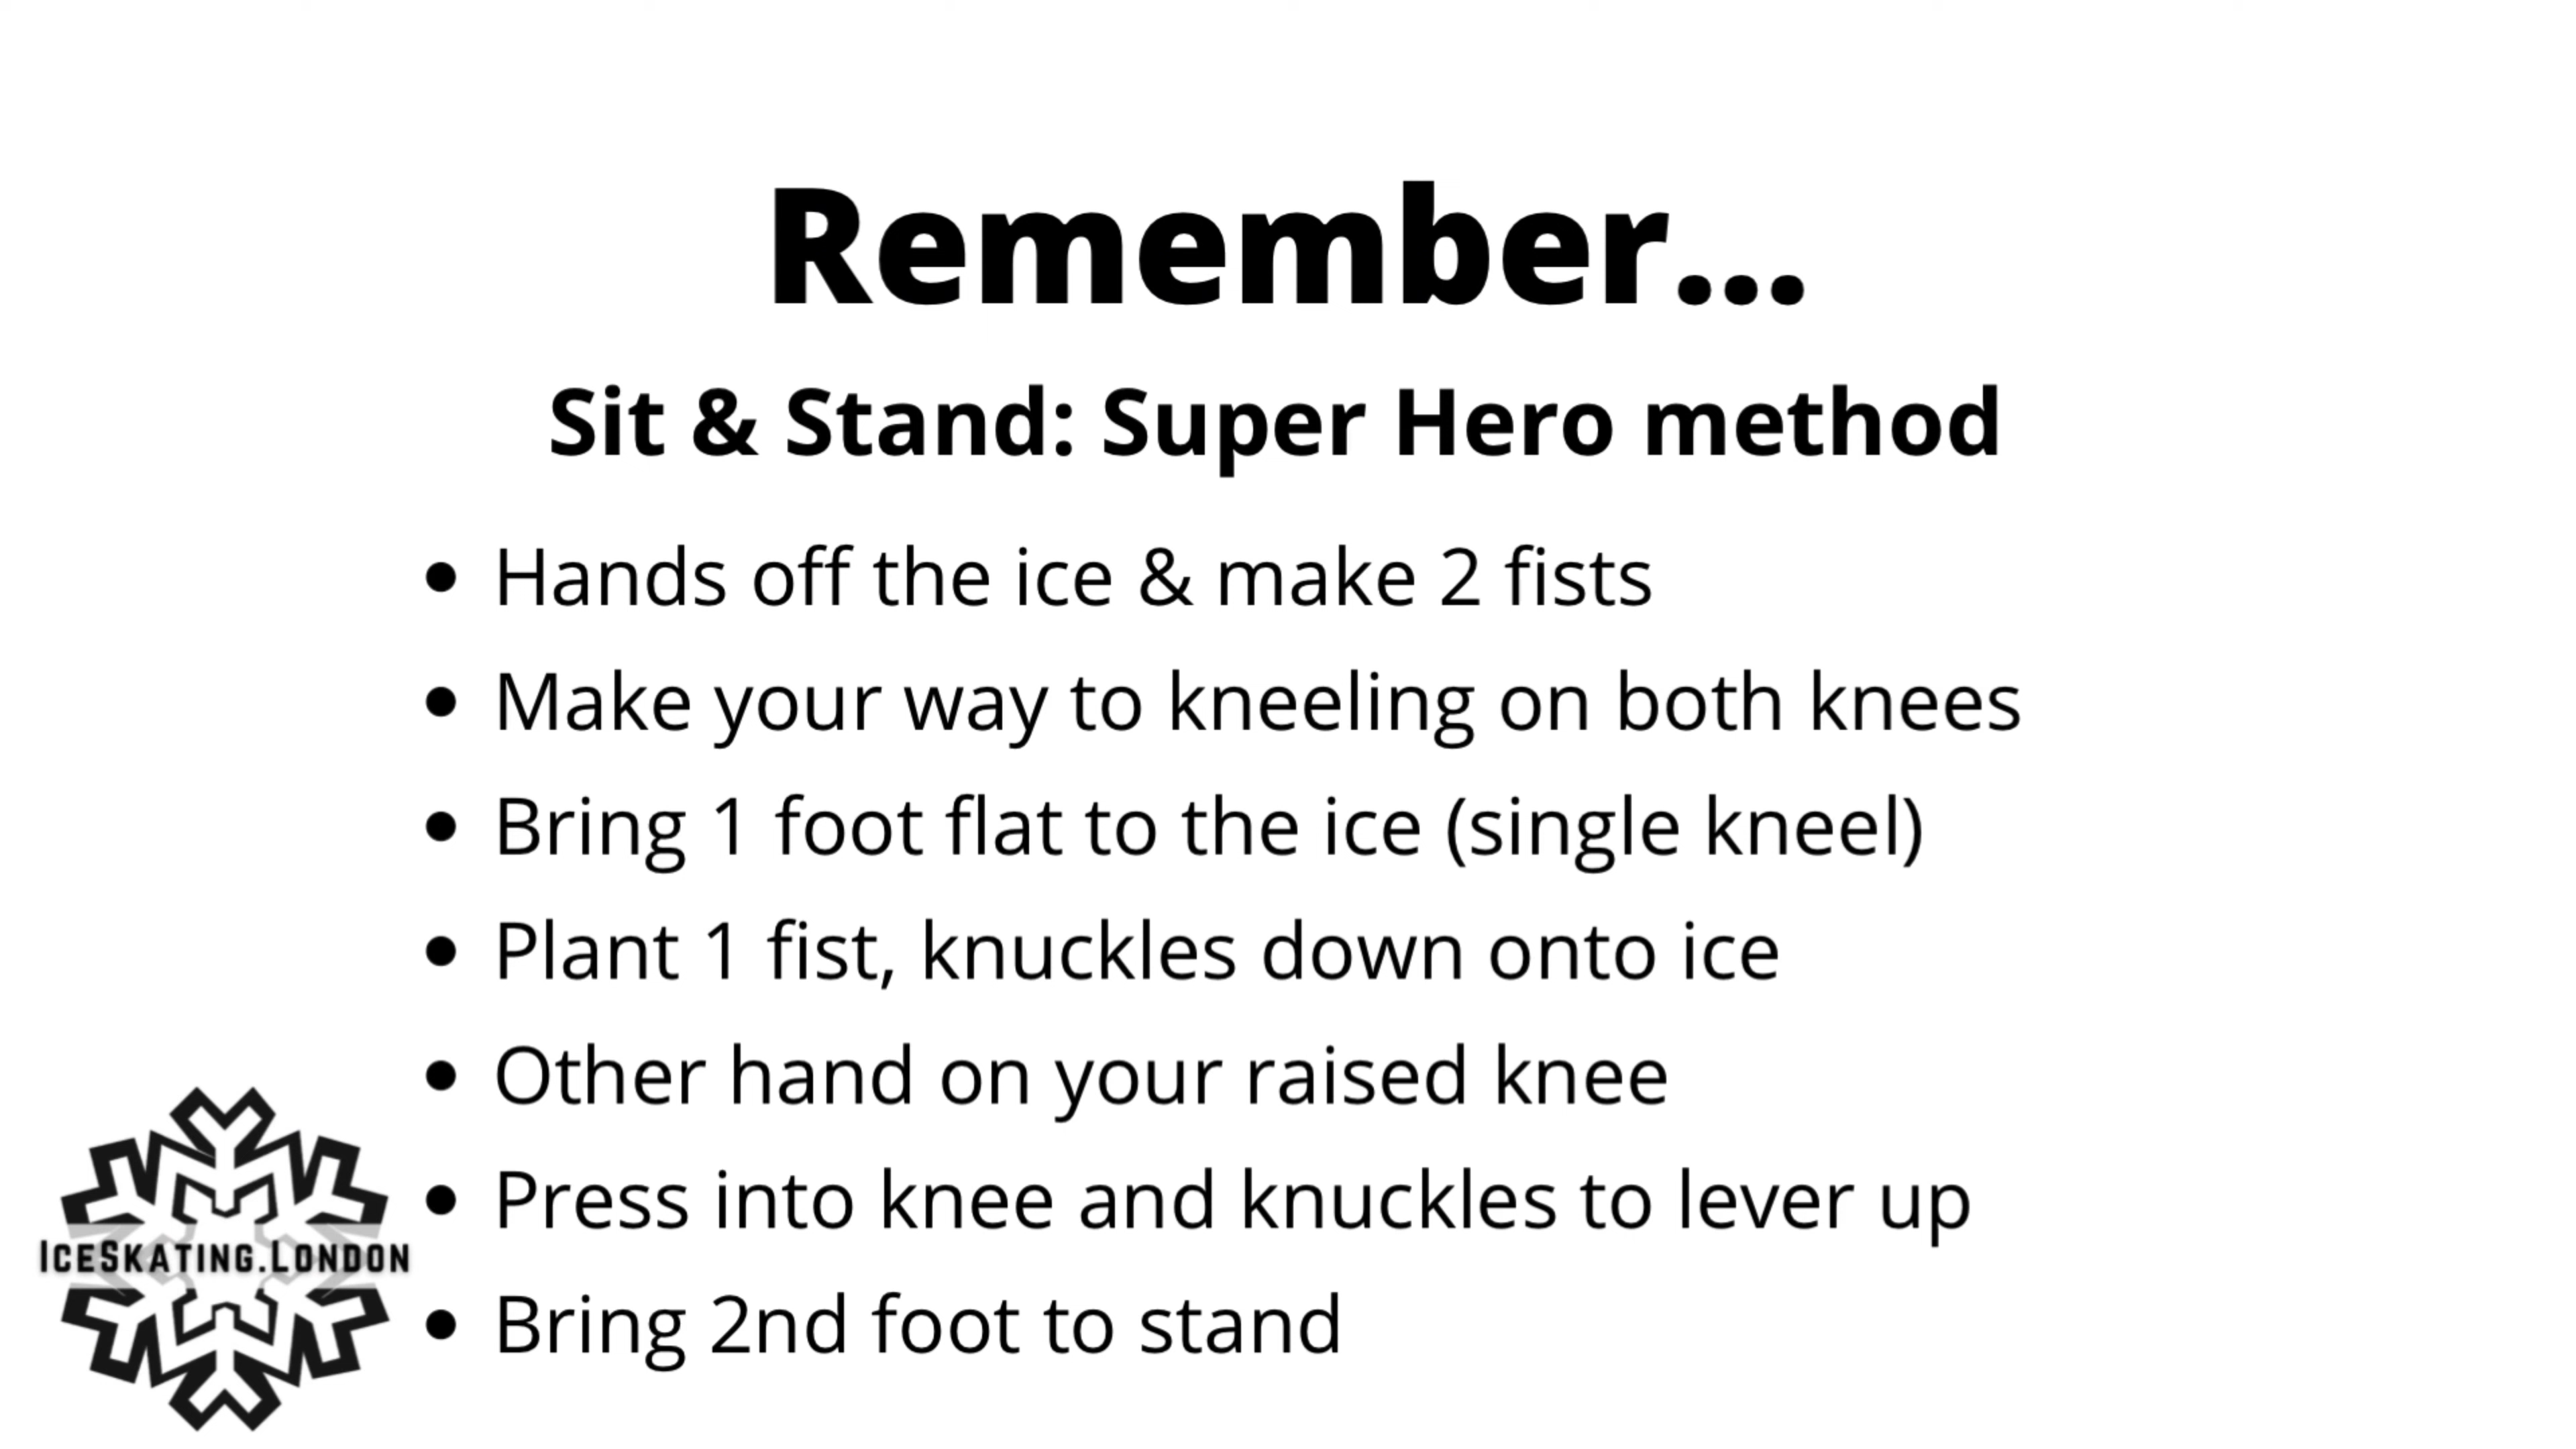 Remember...
Sit & Stand: Super Hero method
• Hands off the ice & make 2 fists
• Make your way to kneeling on both knees
• Bring 1 foot flat to the ice (single kneel)
• Plant 1 fist, knuckles down onto ice
• Other hand on your raised knee
• Press into knee and knuckles to lever up
• Bring 2nd foot to stand
ICESKATING.LONDON